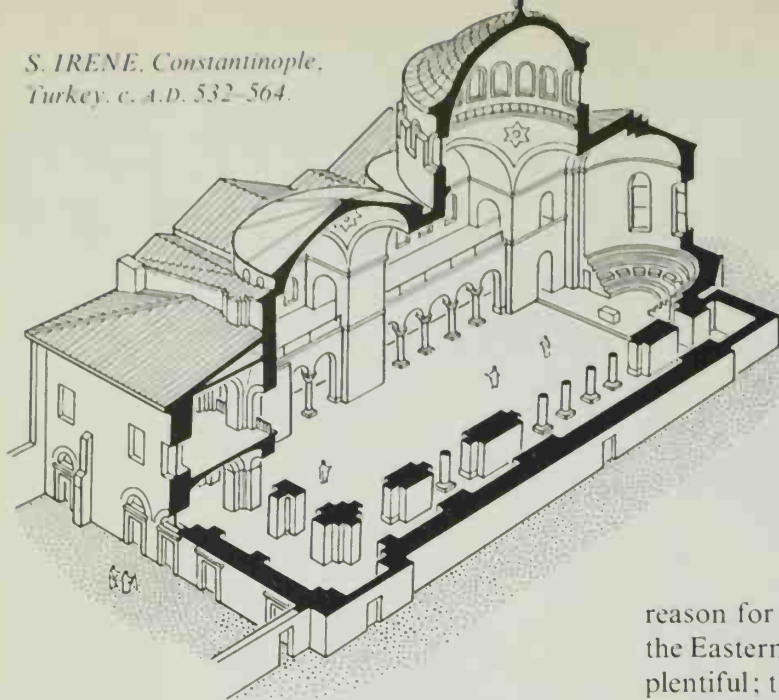 S. IRENE, Constantinople,
Turkey. c. A.D. 532–564.
reason for
the Eastern
plentiful; t